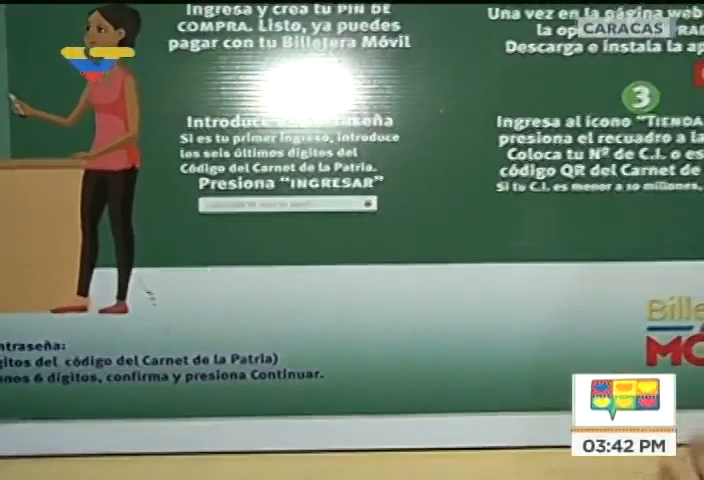 Ingresa y crea tu PIN DE
COMPRA. Listo, ya puedes
pagar con tu Billetera Móvil
Introduce
Si es tu primer ingreso, introduce
los seis últimos dígitos del
Código del Carnet de la Patria.
Presiona "INGRESAR"
Una vez en la página web
la
Descarga e instala la
CARACAS
3
Ingresa al ícono "TIENDA
presiona el recuadro a la
Coloca tu Nº de C.I. o
código QR del Carnet de
Si tu C.I. es menor a 10 millones,
ntraseña:
gitos del código del Carnet de la Patria)
nos 6 dígitos, confirma y presiona Continuar.
Bille
MÓ
03:42 PM